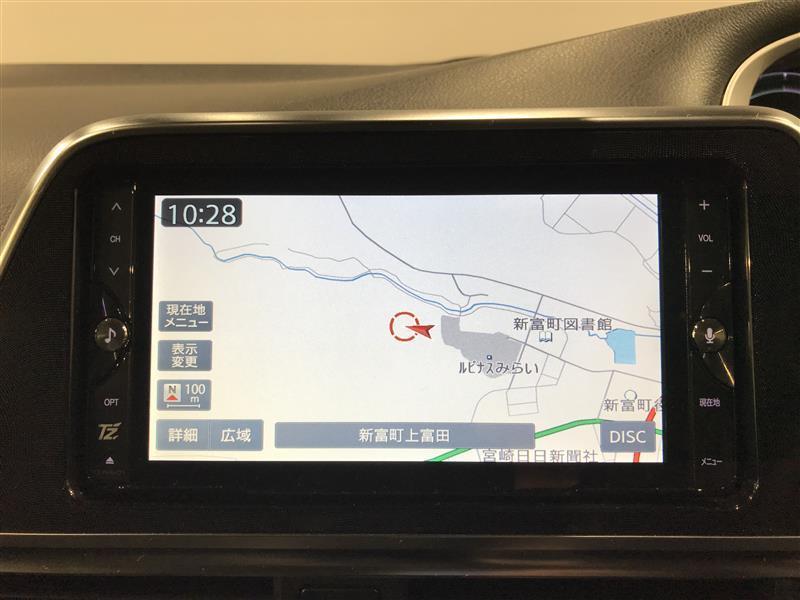 10:28
CH
OPT
TZ
現在地
メニュー
表示
変更
N
100
m
詳細
広域
新富町上富田
DISC
新富町図書館
ルピナスみらい
新富町役
宮崎日日新聞社
VOL
現在地
メニュー